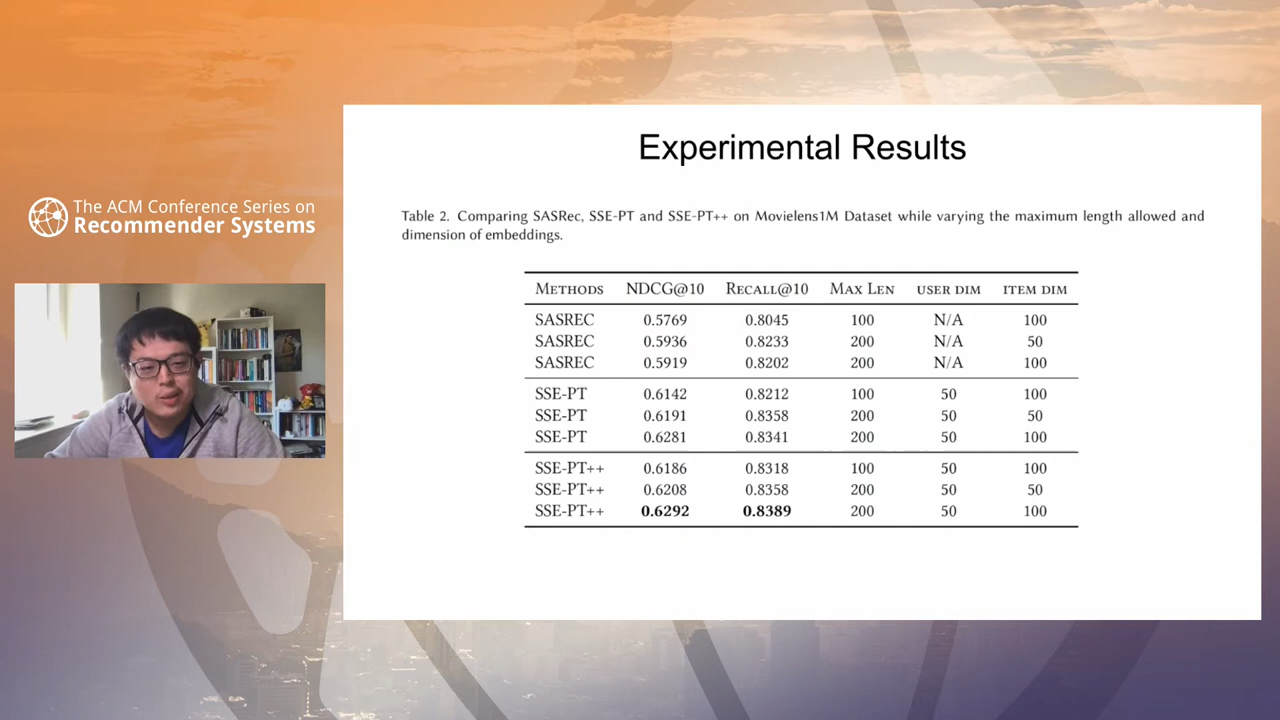 The ACM Conference Series on
Recommender Systems
Experimental Results
Table 2. Comparing SASRec, SSE-PT and SSE-PT++ on Movielens1M Dataset while varying the maximum length allowed and
dimension of embeddings.
METHODS NDCG@10 RECALL@10 MAX LEN USER DIM ITEM DIM
SASREC 0.5769 0.8045 100 N/A 100
SASREC 0.5936 0.8233 200 N/A 50
SASREC 0.5919 0.8202 200 N/A 100
SSE-PT 0.6142 0.8212 100 50 100
SSE-PT 0.6191 0.8358 200 50 50
SSE-PT 0.6281 0.8341 200 50 100
SSE-PT++ 0.6186 0.8318 100 50 100
SSE-PT++ 0.6208 0.8358 200 50 50
SSE-PT++ 0.6292 0.8389 200 50 100